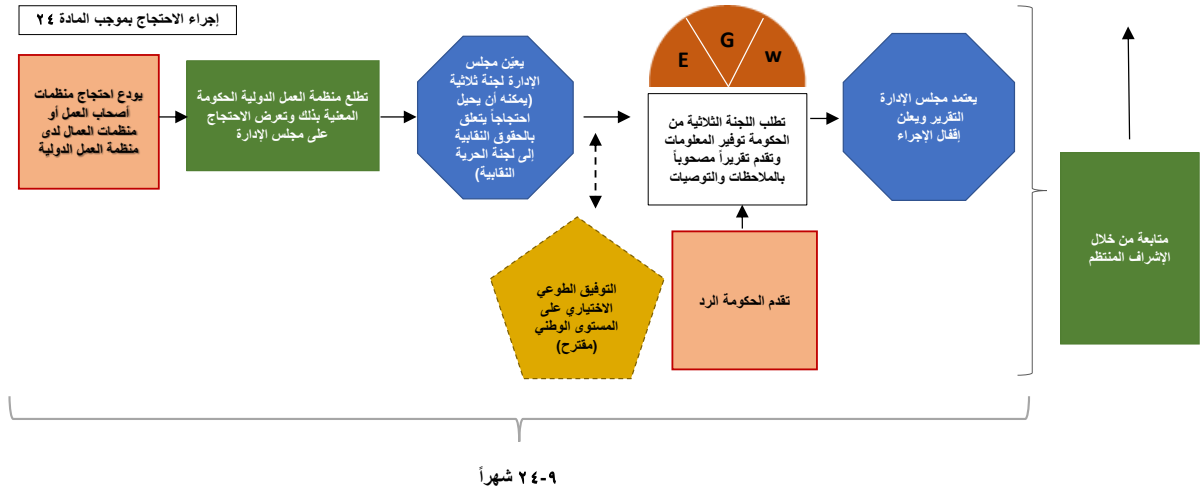 إجراء الاحتجاج بموجب المادة ٢٤
يودع احتجاج منظمات
أصحاب العمل أو
منظمات العمال لدى
منظمة العمل الدولية
تطلع منظمة العمل الدولية الحكومة
المعنية بذلك وتعرض الاحتجاج
على مجلس الإدارة
يعيّن مجلس
الإدارة لجنة ثلاثية
(يمكنه أن يحيل
احتجاجاً يتعلق
بالحقوق النقابية
إلى لجنة الحرية
النقابية)
E G w
تطلب اللجنة الثلاثية من
الحكومة توفير المعلومات
وتقدم تقريراً مصحوباً
بالملاحظات والتوصيات
يعتمد مجلس الإدارة
التقرير ويعلن
إقفال الإجراء
التوفيق الطوعي
الاختياري على
المستوى الوطني
(مقترح)
تقدم الحكومة الرد
متابعة من خلال
الإشراف المنتظم
٩-٢٤ شهراً